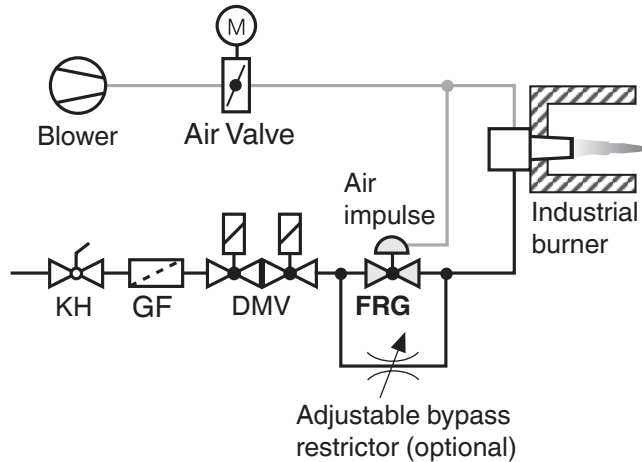 M
Blower
Air Valve
Air
impulse
Industrial
burner
KH
GF
DMV
FRG
Adjustable bypass
restrictor (optional)